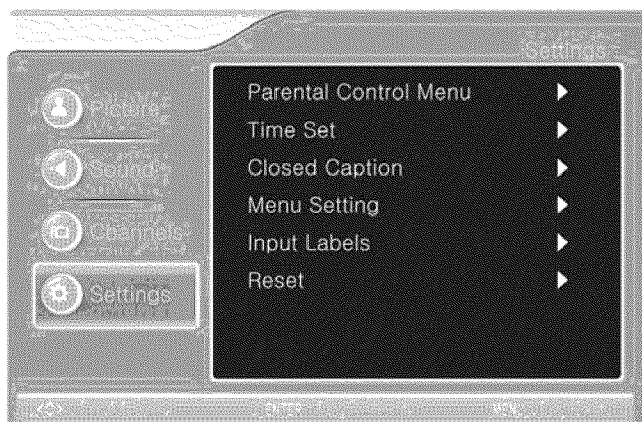 Settings
Picture
Sound
Channels
Settings
Parental Control Menu
Time Set
Closed Caption
Menu Setting
Input Labels
Reset
ENTER